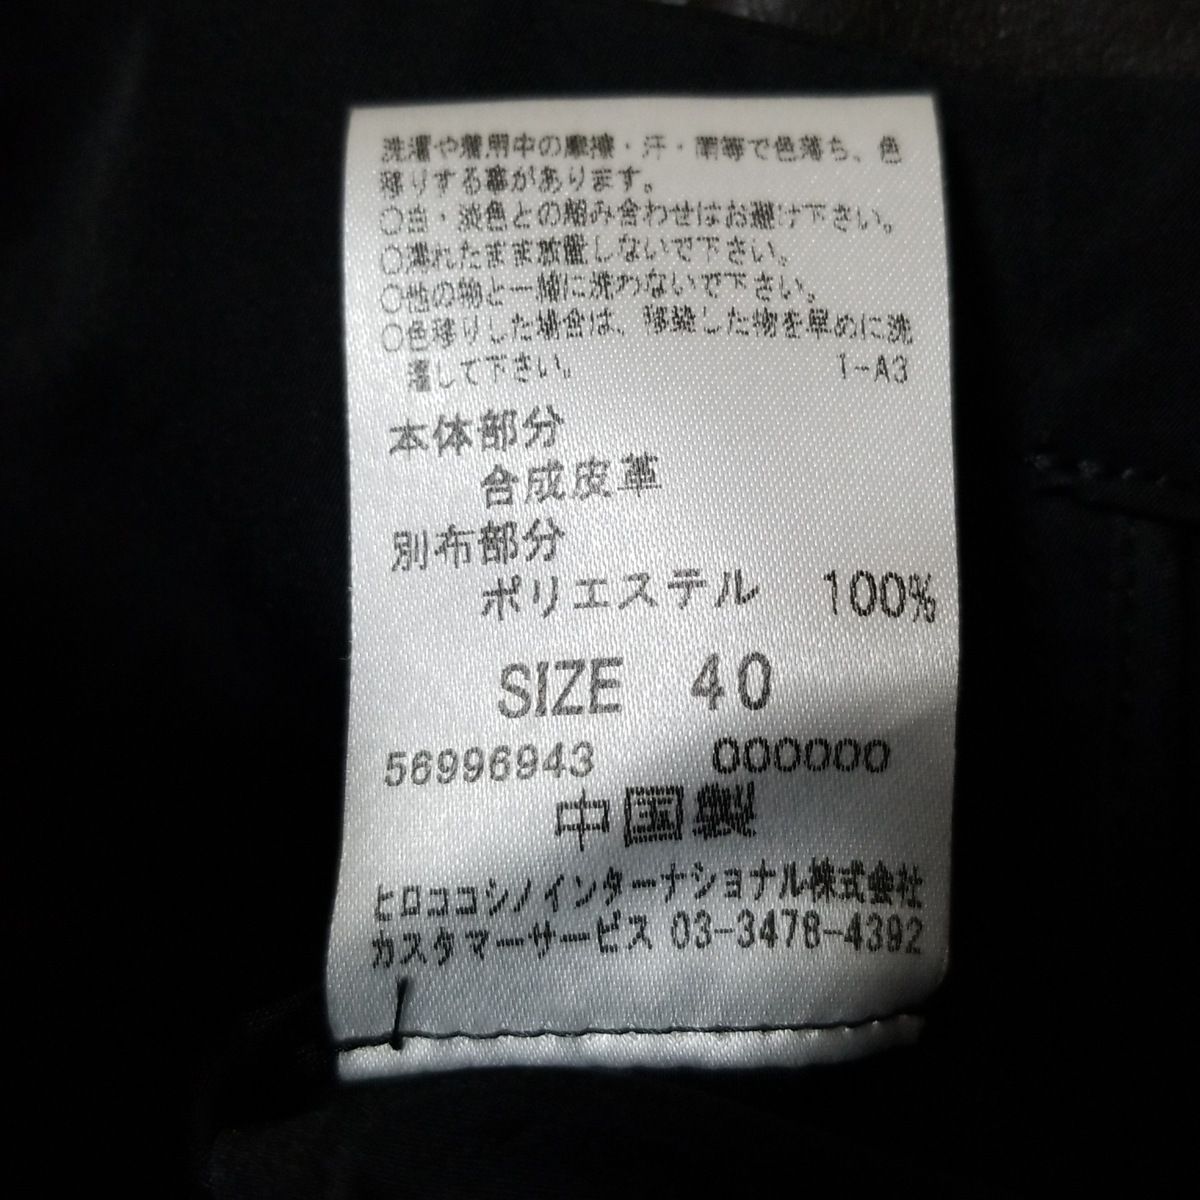 洗濯や着用中の摩擦・汗・雨等で色落ち、色
移りする事があります。
○白・淡色との組み合わせはお避け下さい。
○濡れたまま放置しないで下さい。
○他の物と一緒に洗わないで下さい。
○色移りした場合は、移染した物を早めに洗
濯して下さい。 1-A3
本体部分
合成皮革
別布部分
ポリエステル 100%
SIZE 40
56996943 000000
中国製
ヒロココシノインターナショナル株式会社
カスタマーサービス 03-3478-4392